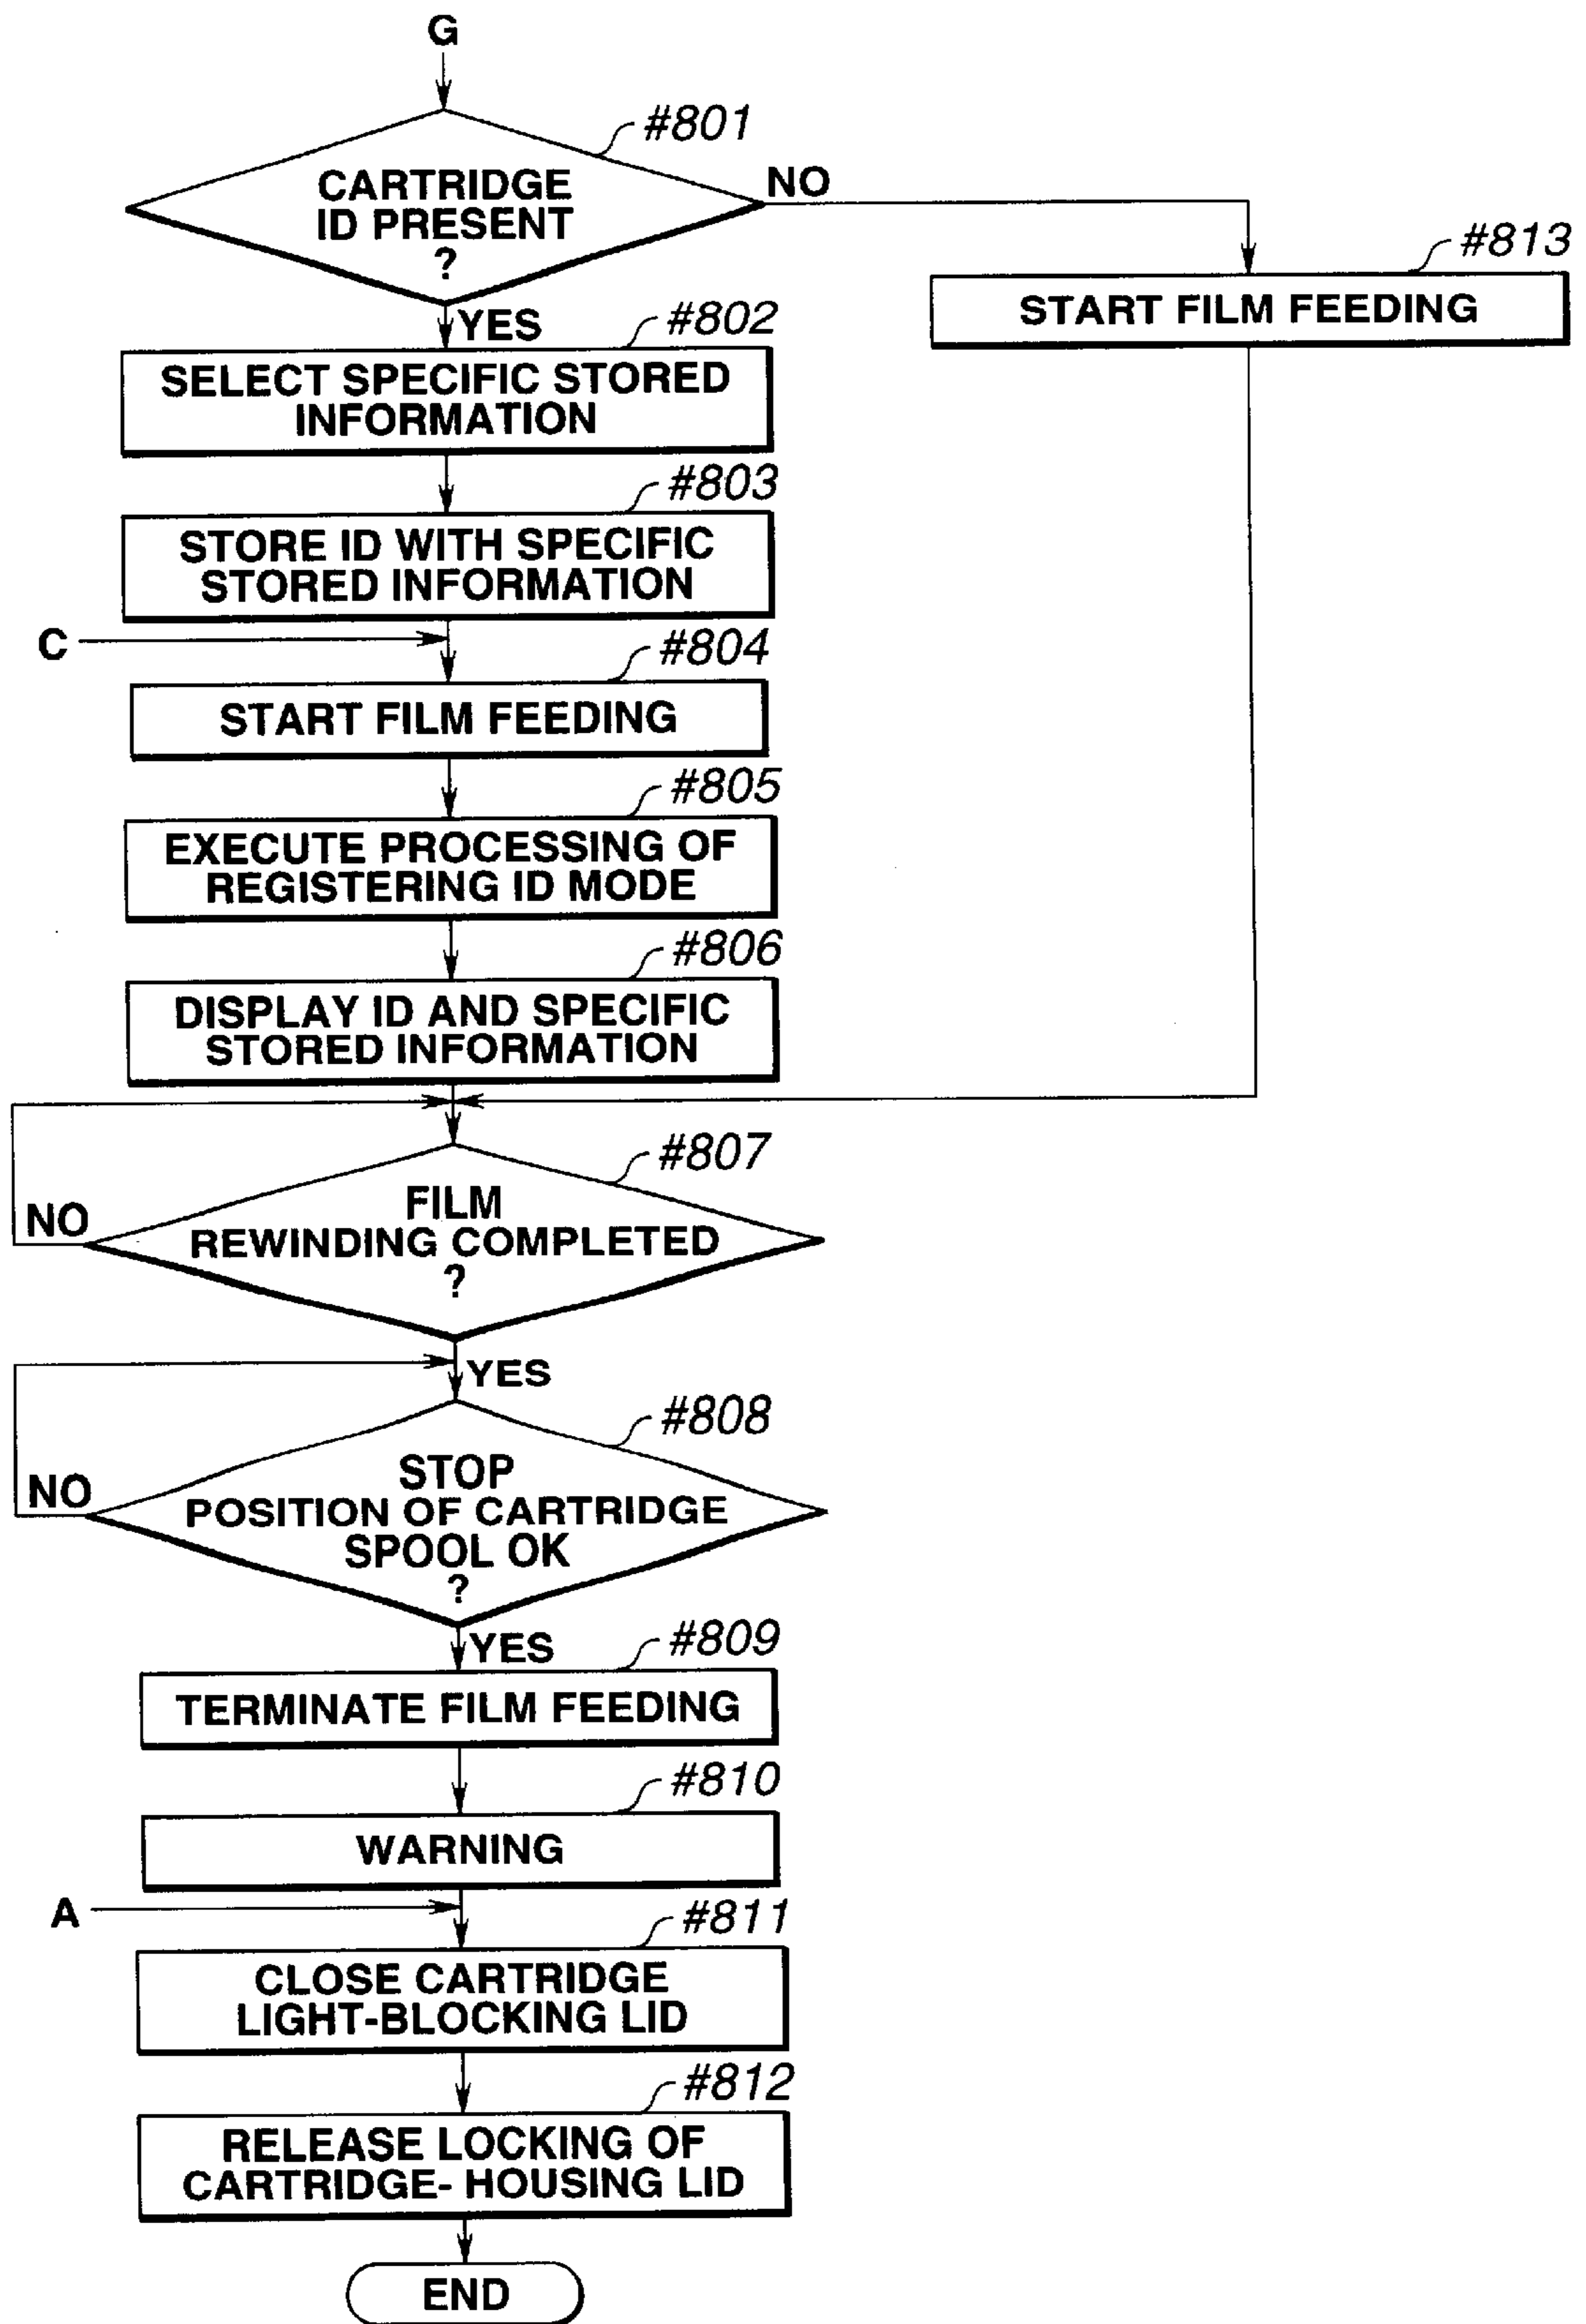 G
#801
CARTRIDGE
ID PRESENT
?
NO
#813
START FILM FEEDING
YES
#802
SELECT SPECIFIC STORED
INFORMATION
#803
STORE ID WITH SPECIFIC
STORED INFORMATION
C
#804
START FILM FEEDING
#805
EXECUTE PROCESSING OF
REGISTERING ID MODE
#806
DISPLAY ID AND SPECIFIC
STORED INFORMATION
#807
FILM
REWINDING COMPLETED
?
NO
YES
#808
STOP
POSITION OF CARTRIDGE
SPOOL OK
?
NO
YES
#809
TERMINATE FILM FEEDING
#810
WARNING
A
#811
CLOSE CARTRIDGE
LIGHT-BLOCKING LID
#812
RELEASE LOCKING OF
CARTRIDGE- HOUSING LID
END